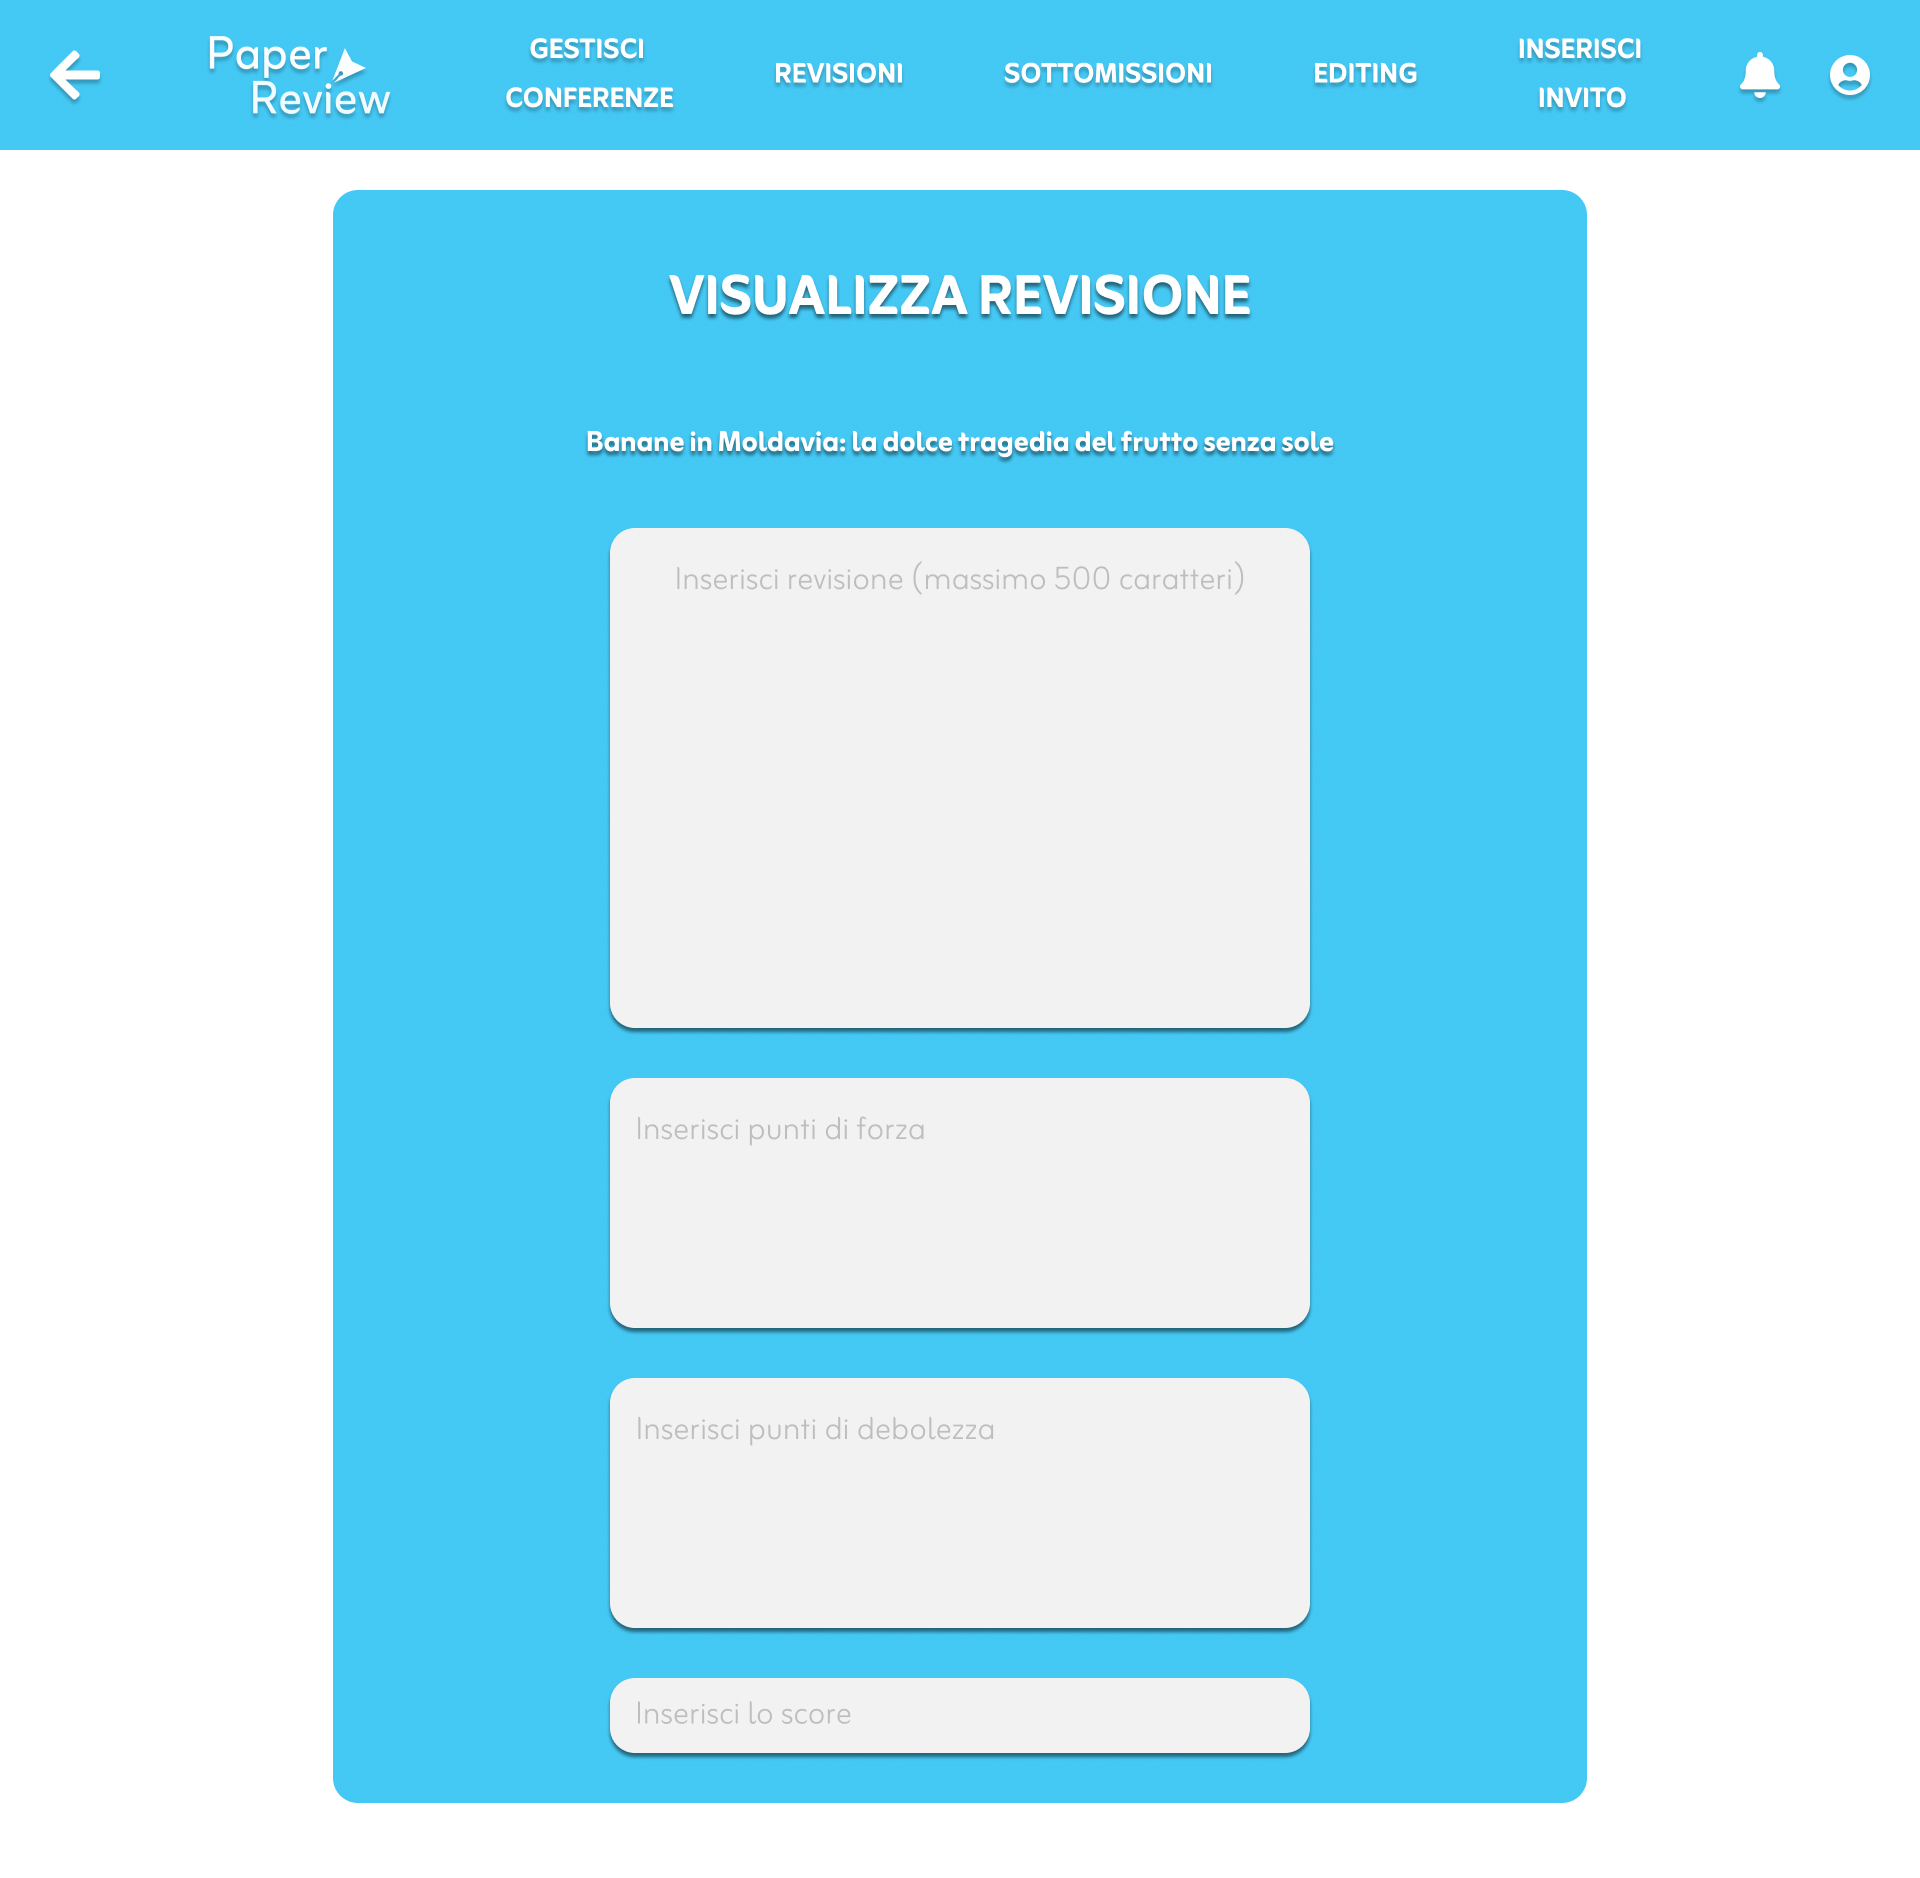 Paper
Review
GESTISCI
CONFERENZE
REVISIONI
SOTTOMISSIONI
EDITING
INSERISCI
INVITO
VISUALIZZA REVISIONE
Banane in Moldavia: la dolce tragedia del frutto senza sole
Inserisci revisione (massimo 500 caratteri)
Inserisci punti di forza
Inserisci punti di debolezza
Inserisci lo score